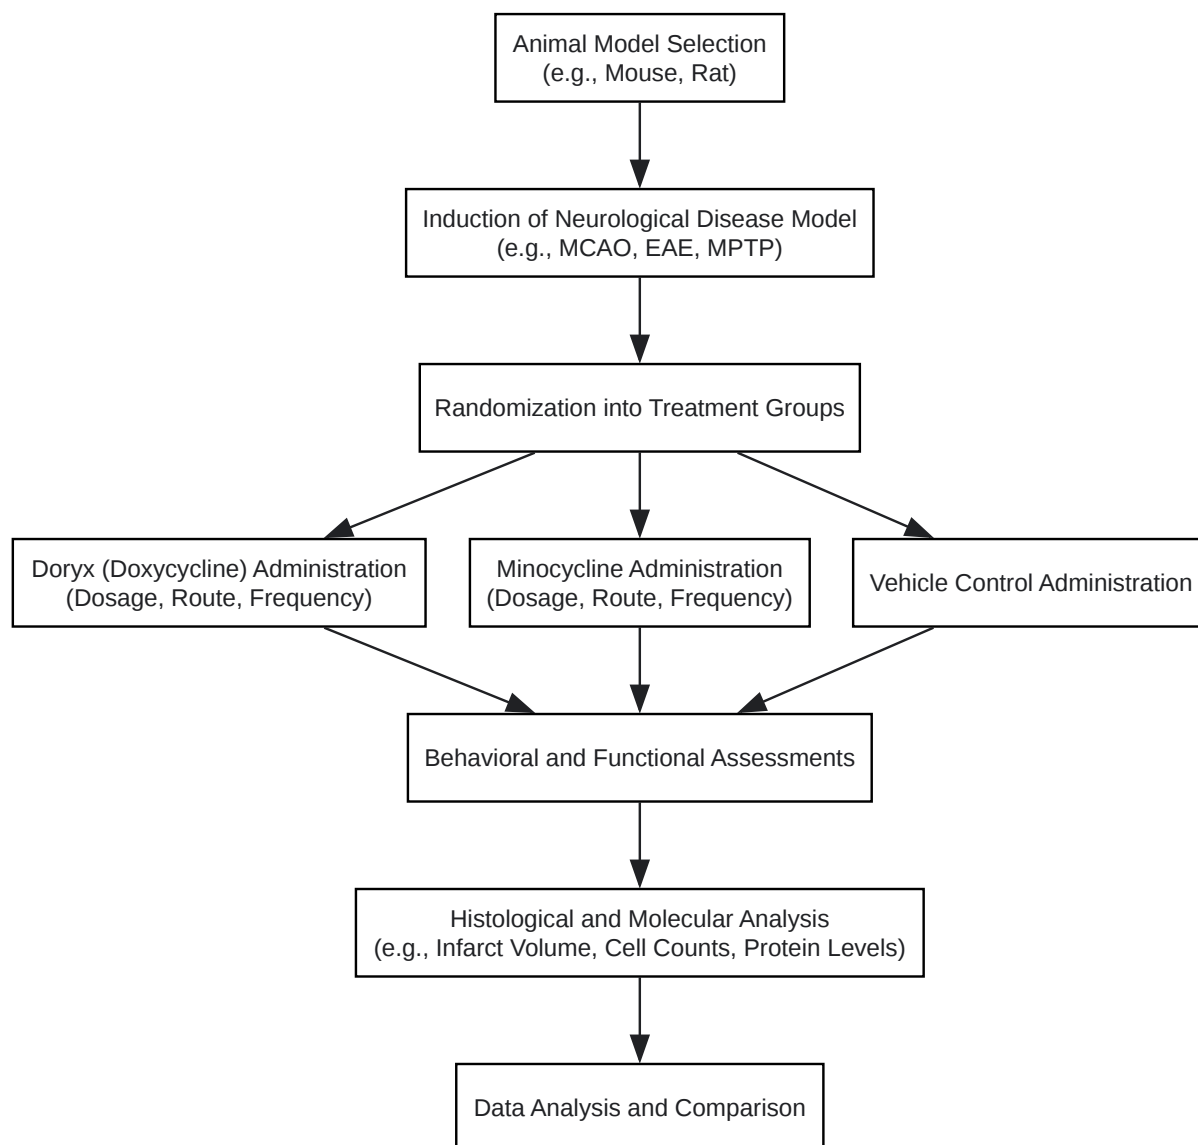 Animal Model Selection
(e.g., Mouse, Rat)
Induction of Neurological Disease Model
(e.g., MCAO, EAE, MPTP)
Randomization into Treatment Groups
Doryx (Doxycycline) Administration
(Dosage, Route, Frequency)
Minocycline Administration
(Dosage, Route, Frequency)
Vehicle Control Administration
Behavioral and Functional Assessments
Histological and Molecular Analysis
(e.g., Infarct Volume, Cell Counts, Protein Levels)
Data Analysis and Comparison